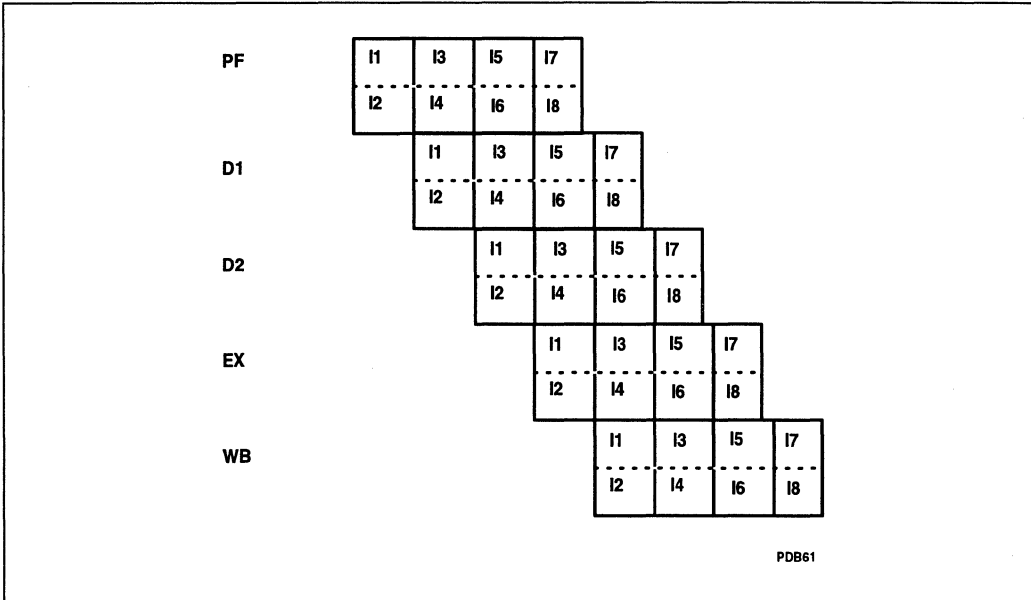 PF I1 I3 I5 I7
I2 I4 I6 I8
D1 I1 I3 I5 I7
I2 I4 I6 I8
D2 I1 I3 I5 I7
I2 I4 I6 I8
EX I1 I3 I5 I7
I2 I4 I6 I8
WB I1 I3 I5 I7
I2 I4 I6 I8
PDB61